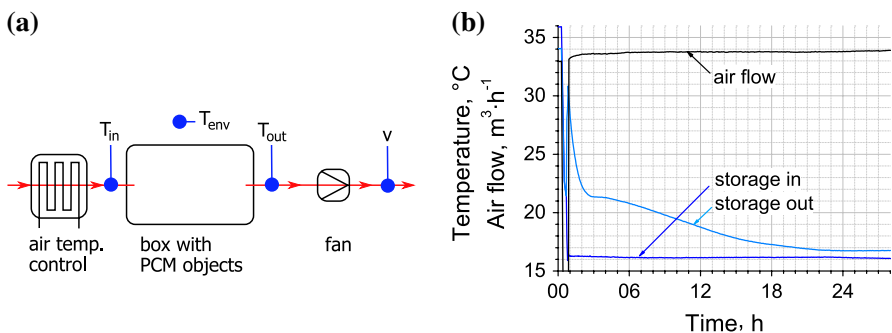 (a)
T_in
T_env
T_out
v
air temp.
control
box with
PCM objects
fan
(b)
Temperature, °C
Air flow, m³·h⁻¹
35
30
25
20
15
air flow
storage in
storage out
00 06 12 18 24
Time, h